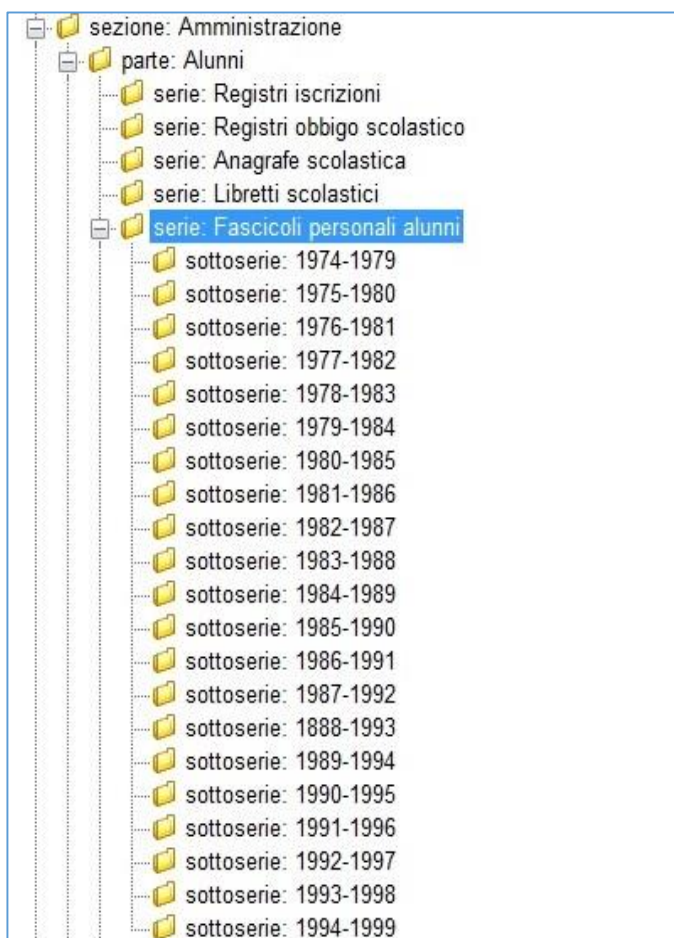 sezione: Amministrazione
parte: Alunni
serie: Registri iscrizioni
serie: Registri obbigo scolastico
serie: Anagrafe scolastica
serie: Libretti scolastici
serie: Fascicoli personali alunni
sottoserie: 1974-1979
sottoserie: 1975-1980
sottoserie: 1976-1981
sottoserie: 1977-1982
sottoserie: 1978-1983
sottoserie: 1979-1984
sottoserie: 1980-1985
sottoserie: 1981-1986
sottoserie: 1982-1987
sottoserie: 1983-1988
sottoserie: 1984-1989
sottoserie: 1985-1990
sottoserie: 1986-1991
sottoserie: 1987-1992
sottoserie: 1888-1993
sottoserie: 1989-1994
sottoserie: 1990-1995
sottoserie: 1991-1996
sottoserie: 1992-1997
sottoserie: 1993-1998
sottoserie: 1994-1999